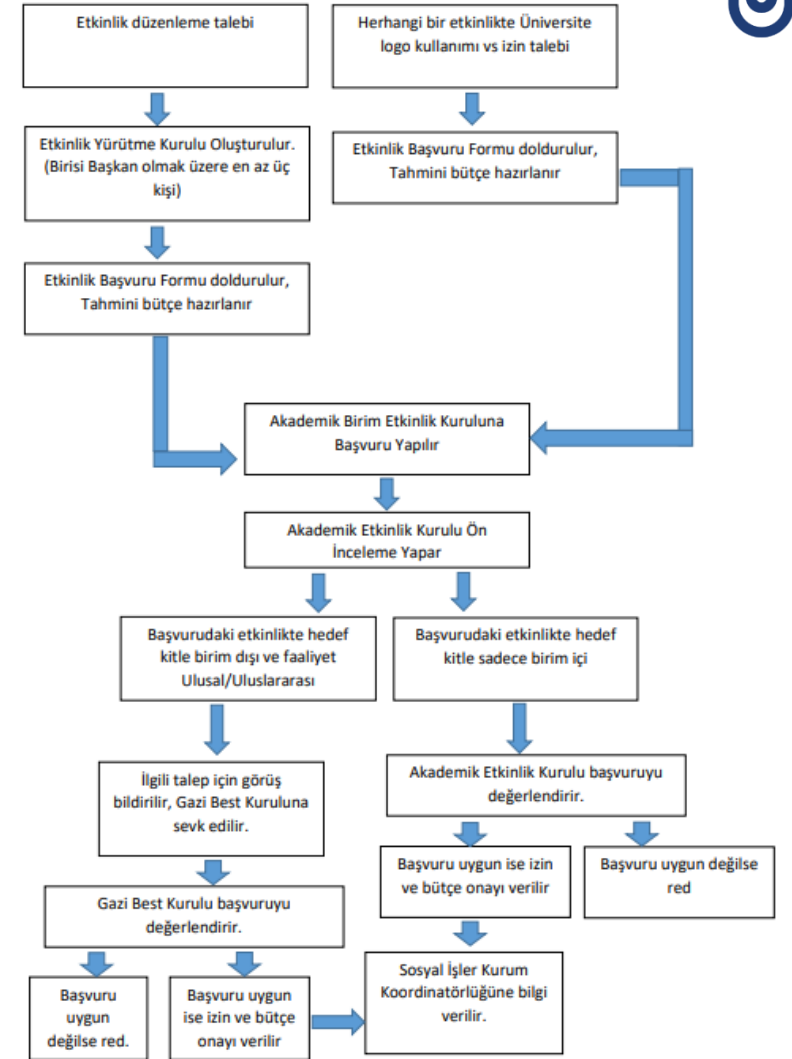 Etkinlik düzenleme talebi
Herhangi bir etkinlikte Üniversite
logo kullanımı vs izin talebi
Etkinlik Yürütme Kurulu Oluşturulur.
(Birisi Başkan olmak üzere en az üç
kişi)
Etkinlik Başvuru Formu doldurulur,
Tahmini bütçe hazırlanır
Etkinlik Başvuru Formu doldurulur,
Tahmini bütçe hazırlanır
Akademik Birim Etkinlik Kuruluna
Başvuru Yapılır
Akademik Etkinlik Kurulu Ön
İnceleme Yapar
Başvurudaki etkinlikte hedef
kitle birim dışı ve faaliyet
Ulusal/Uluslararası
Başvurudaki etkinlikte hedef
kitle sadece birim içi
İlgili talep için görüş
bildirilir, Gazi Best Kuruluna
sevk edilir.
Akademik Etkinlik Kurulu başvuruyu
değerlendirir.
Gazi Best Kurulu başvuruyu
değerlendirir.
Başvuru uygun ise izin
ve bütçe onayı verilir
Başvuru uygun değilse
red
Başvuru
uygun
değilse red.
Başvuru uygun
ise izin ve bütçe
onayı verilir
Sosyal İşler Kurum
Koordinatörlüğüne bilgi
verilir.